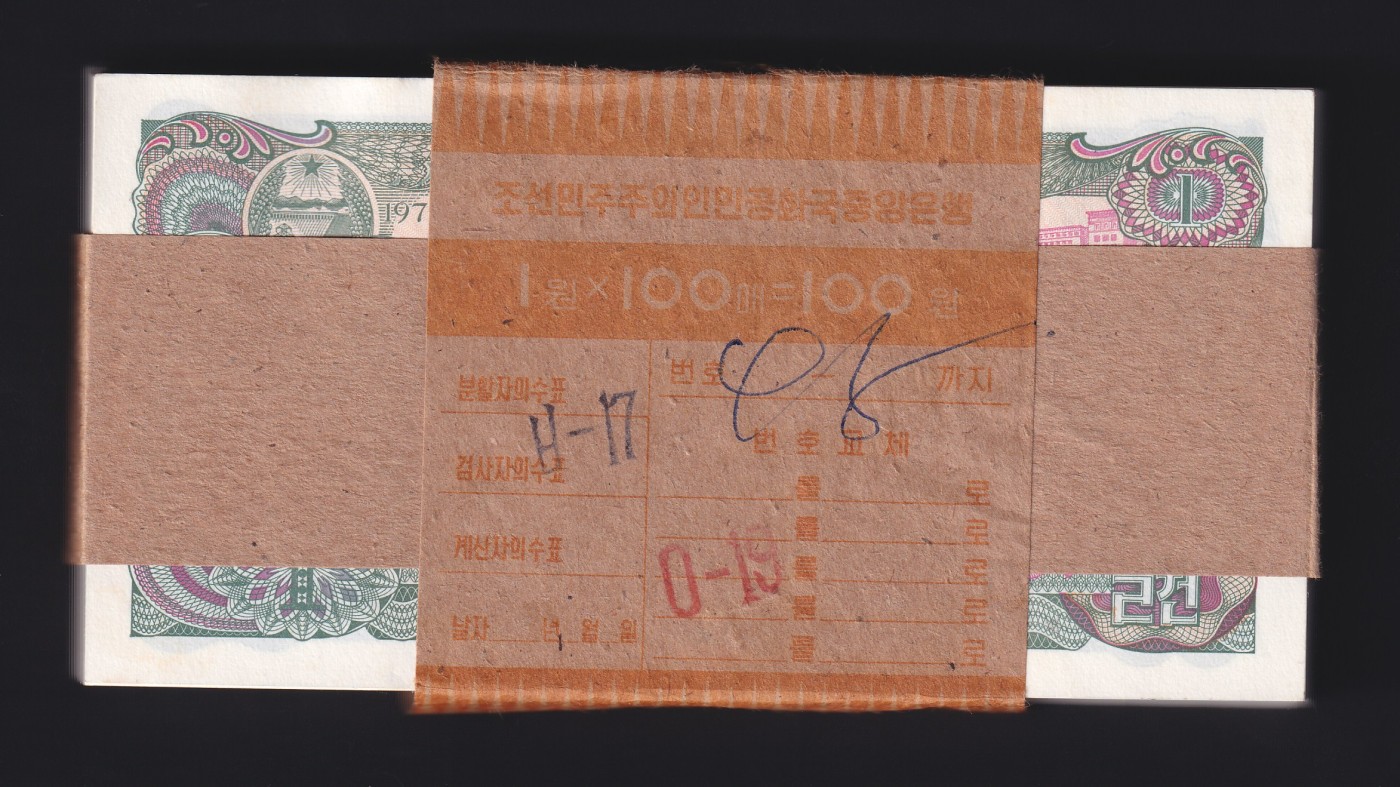 조선민주주의인민공화국중앙은행
1원×100매=100원
번호 - 까지
분활자의수표
H-17
번호교체
검사자의수표
를 로
를 로
계산자의수표
를 로
를 로
날자 년 월 일
를 로
197
1
1